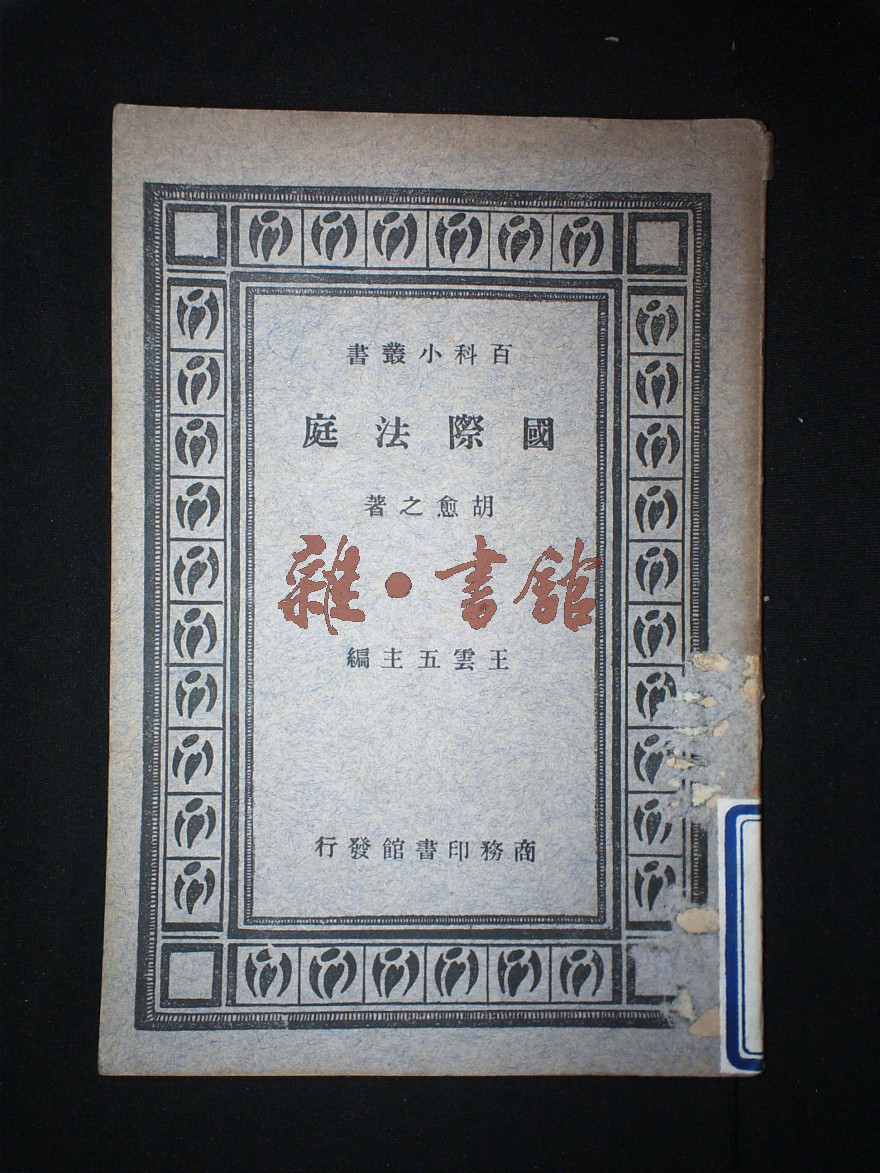 百科小叢書
國際法庭
胡愈之著
雜·書館
王雲五主編
商務印書館發行